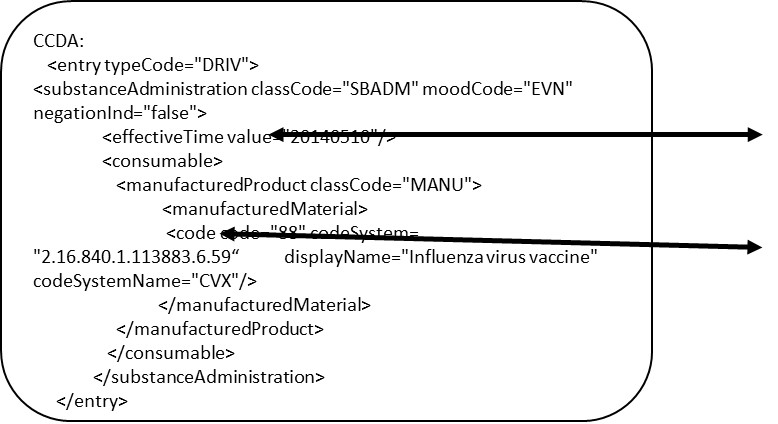 CCDA:
<entry typeCode="DRIV">
<substanceAdministration classCode="SBADM" moodCode="EVN"
negationInd="false">
<effectiveTime value="20140510"/>
<consumable>
<manufacturedProduct classCode="MANU">
<manufacturedMaterial>
<code code="88" codeSystem=
"2.16.840.1.113883.6.59“ displayName="Influenza virus vaccine"
codeSystemName="CVX"/>
</manufacturedMaterial>
</manufacturedProduct>
</consumable>
</substanceAdministration>
</entry>